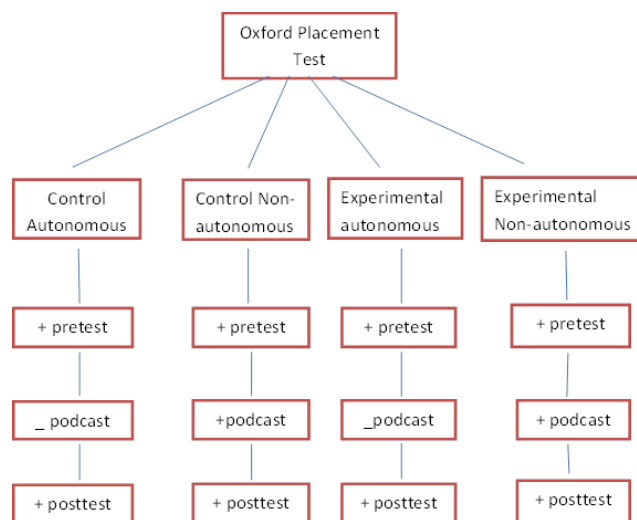 Oxford Placement
Test
Control
Autonomous
Control Non-
autonomous
Experimental
autonomous
Experimental
Non-autonomous
+ pretest
+ pretest
+ pretest
+ pretest
_ podcast
+podcast
_podcast
+ podcast
+ posttest
+ posttest
+ posttest
+ posttest